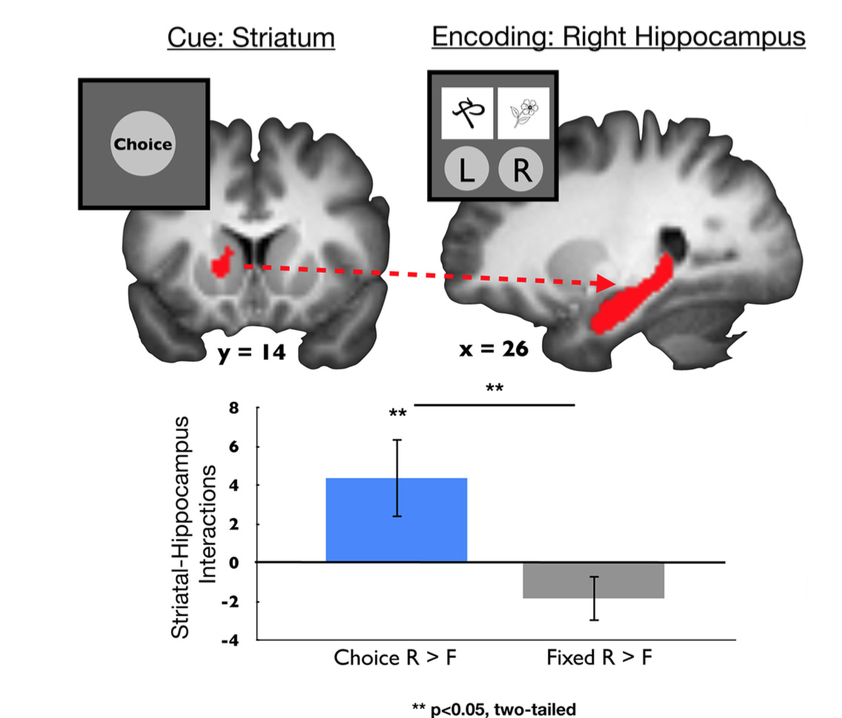 Cue: Striatum
Encoding: Right Hippocampus
Choice
L R
y = 14
x = 26
**
**
8
6
4
2
0
-2
-4
Striatal-Hippocampus
Interactions
Choice R > F
Fixed R > F
** p<0.05, two-tailed